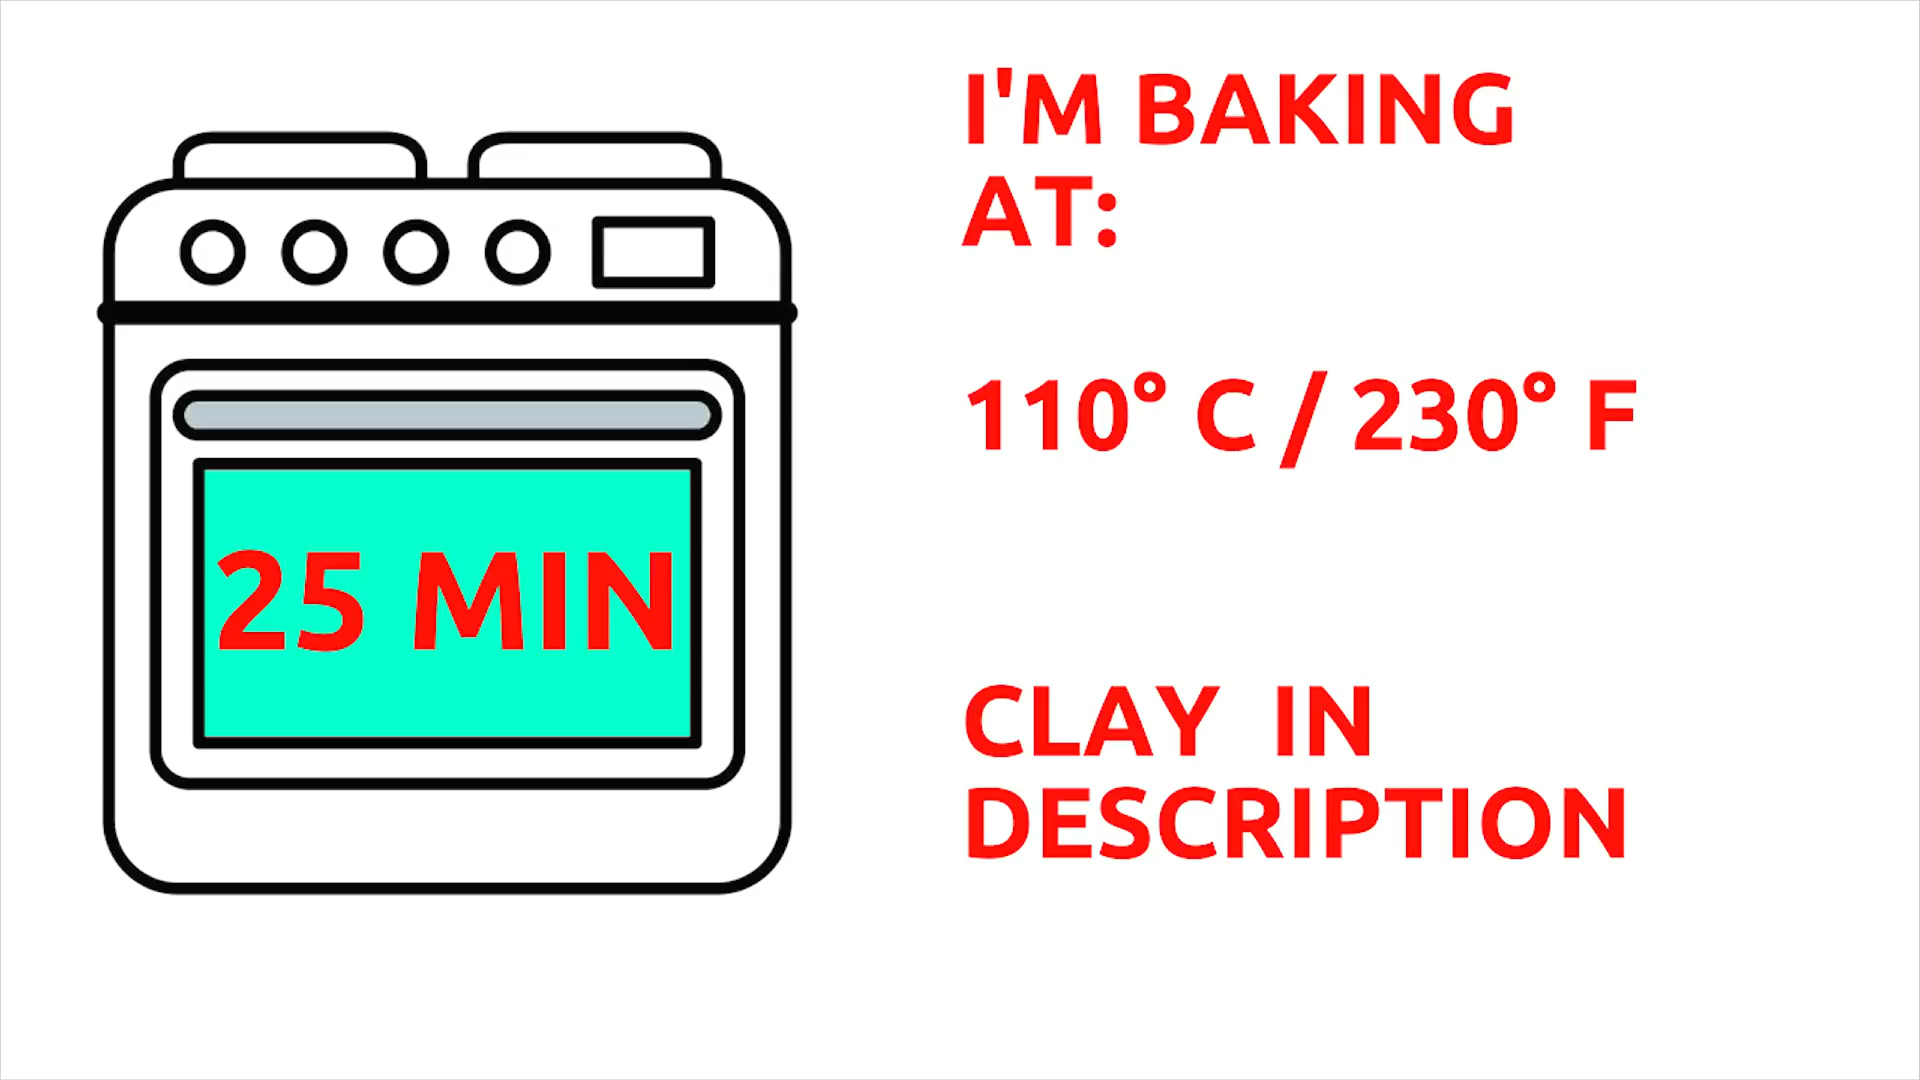 25 MIN
I'M BAKING
AT:
110° C / 230° F
CLAY IN
DESCRIPTION